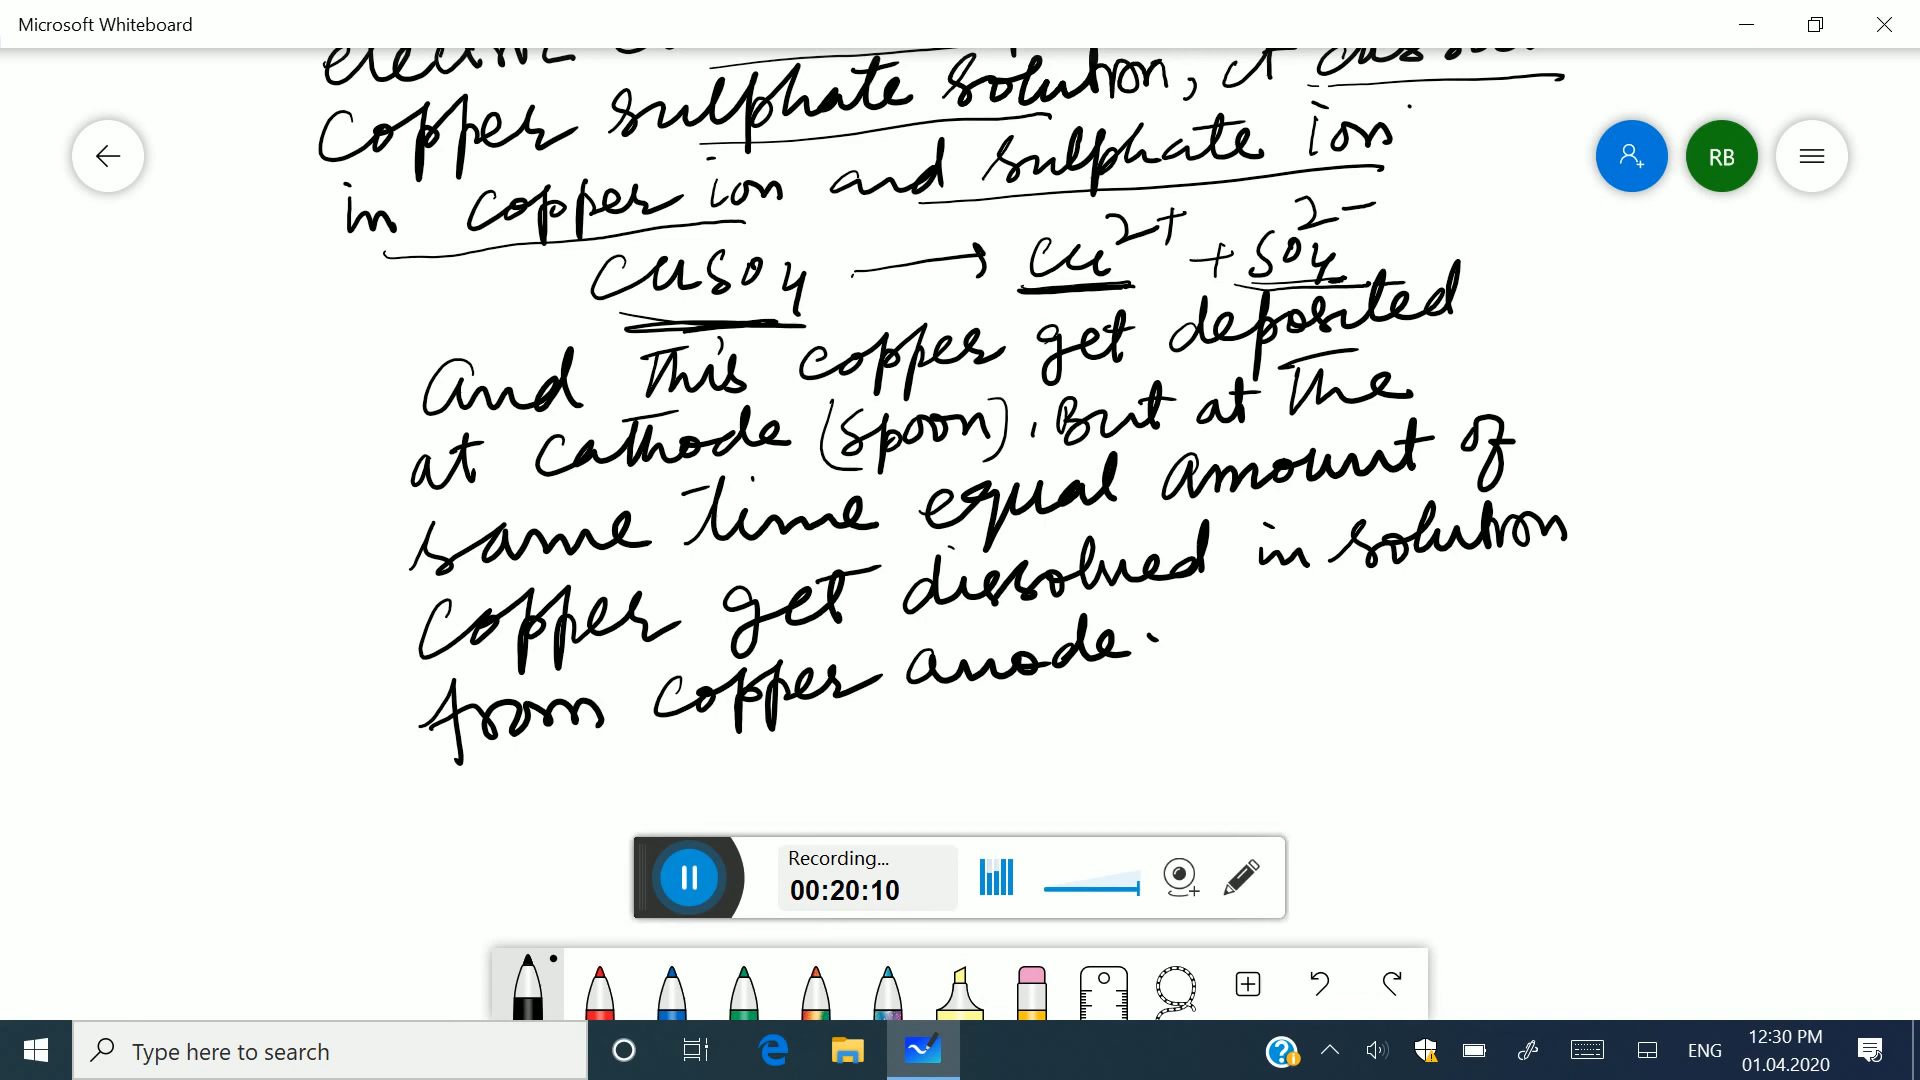 Microsoft Whiteboard
copper sulphate solution, it
in copper ion and sulphate ion
CuSO4 → Cu2+ + SO4 2-
And this copper get deposited
at cathode (spoon). But at the
same time equal amount of
copper get dissolved in solution
from copper anode.
RB
Recording...
00:20:10
Type here to search
ENG
12:30 PM
01.04.2020